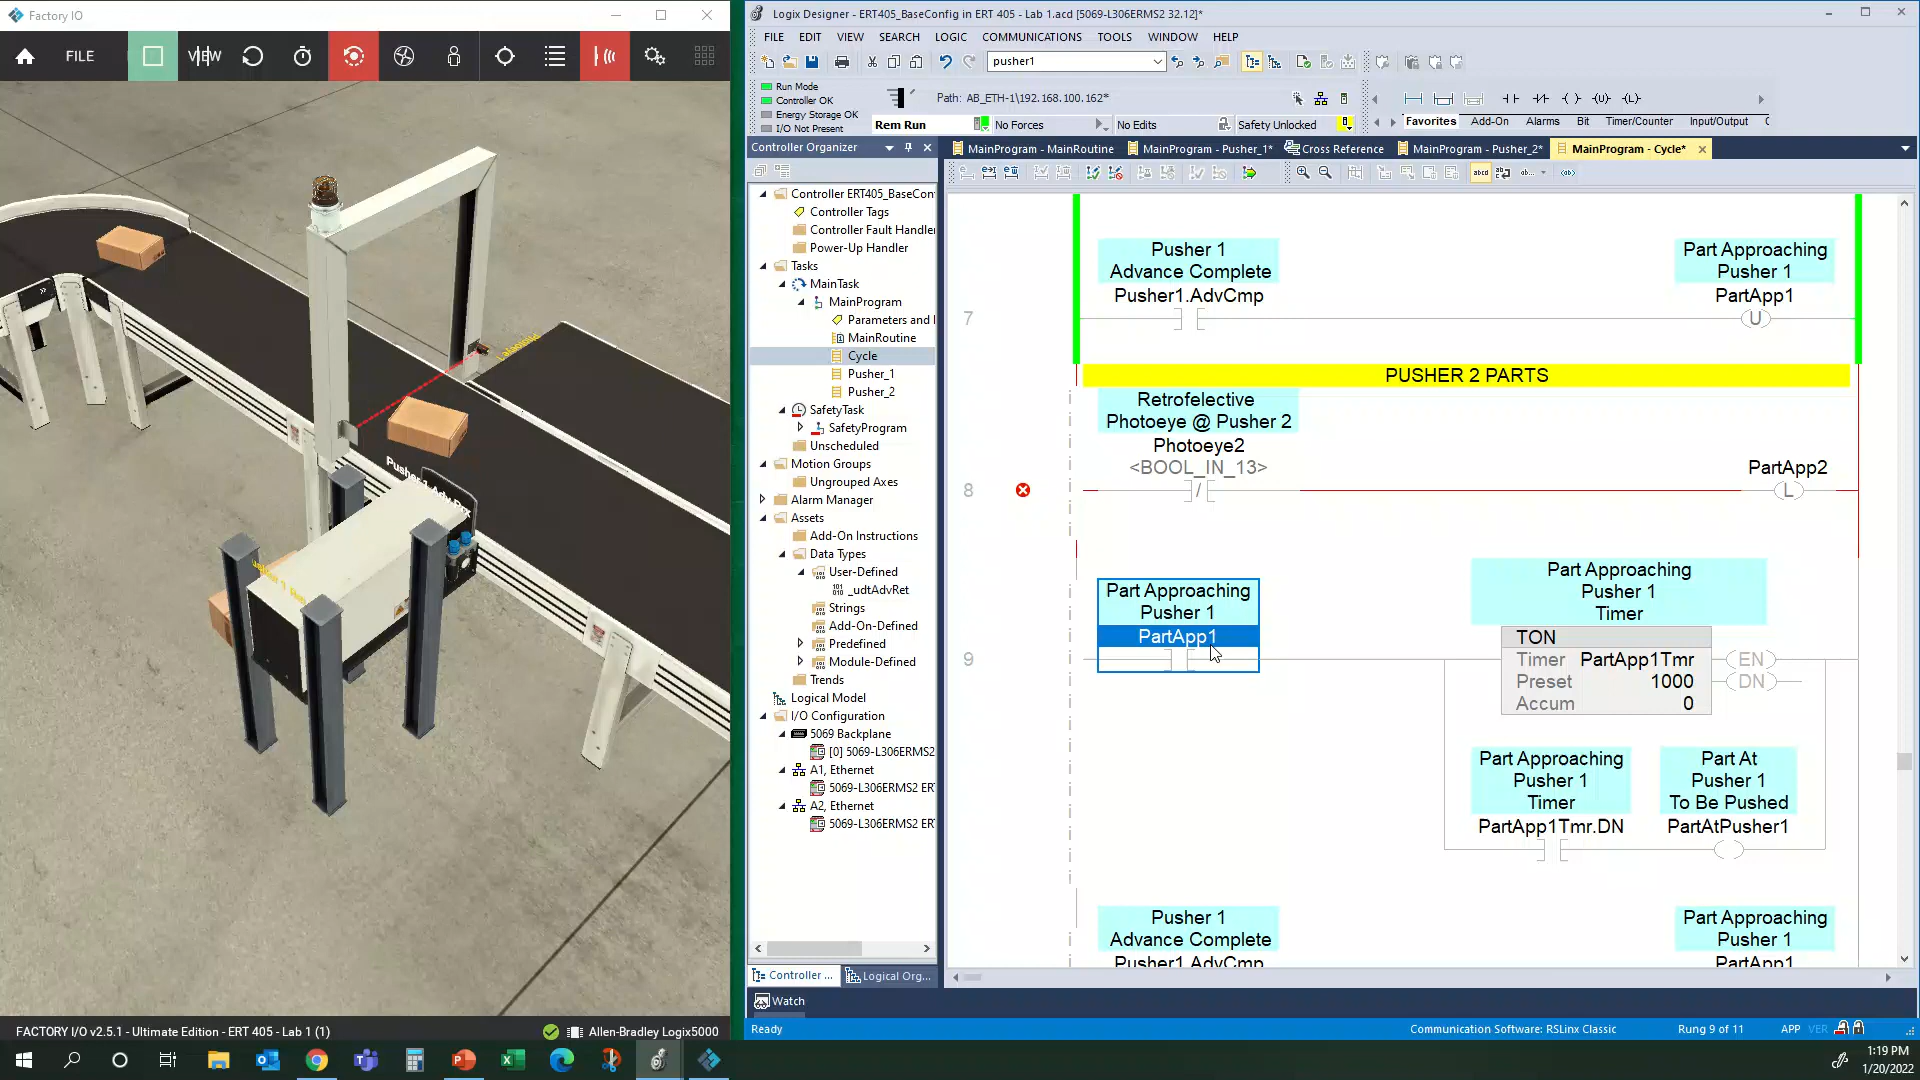 Factory IO
FILE
VIEW
Pusher 1 Adv Prx
FACTORY I/O v2.5.1 - Ultimate Edition - ERT 405 - Lab 1 (1)
Allen-Bradley Logix5000
Logix Designer - ERT405_BaseConfig in ERT 405 - Lab 1.acd [5069-L306ERMS2 32.12]*
FILE EDIT VIEW SEARCH LOGIC COMMUNICATIONS TOOLS WINDOW HELP
pusher1
Run Mode
Controller OK
Energy Storage OK
I/O Not Present
Path: AB_ETH-1\192.168.100.162*
Rem Run No Forces No Edits Safety Unlocked
Favorites Add-On Alarms Bit Timer/Counter Input/Output
Controller Organizer
MainProgram - MainRoutine MainProgram - Pusher_1* Cross Reference MainProgram - Pusher_2* MainProgram - Cycle*
Controller ERT405_BaseCon
Controller Tags
Controller Fault Handler
Power-Up Handler
Tasks
MainTask
MainProgram
Parameters and
MainRoutine
Cycle
Pusher_1
Pusher_2
SafetyTask
SafetyProgram
Unscheduled
Motion Groups
Ungrouped Axes
Alarm Manager
Assets
Add-On Instructions
Data Types
User-Defined
_udtAdvRet
Strings
Add-On-Defined
Predefined
Module-Defined
Trends
Logical Model
I/O Configuration
5069 Backplane
[0] 5069-L306ERMS2
A1, Ethernet
5069-L306ERMS2 ER
A2, Ethernet
5069-L306ERMS2 ER
Controller ... Logical Org...
Pusher 1
Advance Complete
Pusher1.AdvCmp
Part Approaching
Pusher 1
PartApp1
7
U
PUSHER 2 PARTS
Retrofelective
Photoeye @ Pusher 2
Photoeye2
<BOOL_IN_13>
PartApp2
8
L
Part Approaching
Pusher 1
PartApp1
9
Part Approaching
Pusher 1
Timer
TON
Timer PartApp1Tmr
Preset 1000
Accum 0
EN
DN
Part Approaching
Pusher 1
Timer
PartApp1Tmr.DN
Part At
Pusher 1
To Be Pushed
PartAtPusher1
Pusher 1
Advance Complete
Pusher1.AdvCmp
Part Approaching
Pusher 1
PartApp1
Watch
Ready
Communication Software: RSLinx Classic
Rung 9 of 11
APP VER
1:19 PM
1/20/2022